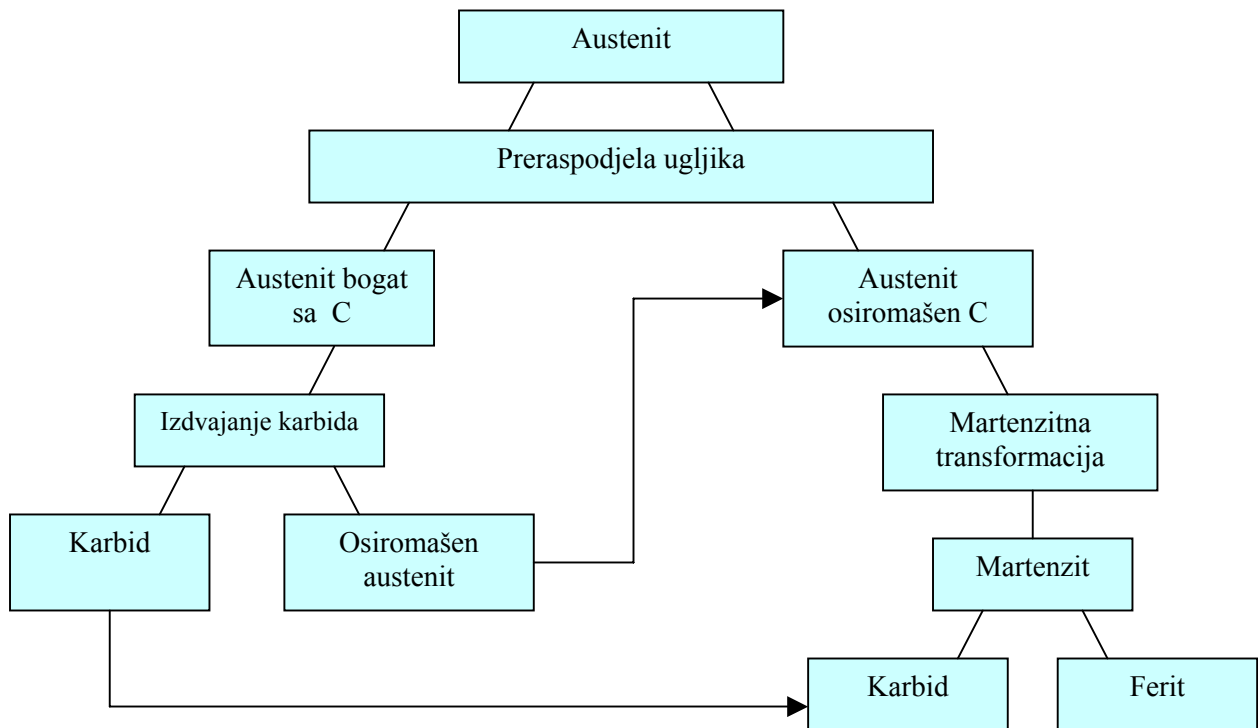 Austenit
Preraspodjela ugljika
Austenit bogat
sa C
Austenit
osiromašen C
Izdvajanje karbida
Martenzitna
transformacija
Karbid
Osiromašen
austenit
Martenzit
Karbid
Ferit